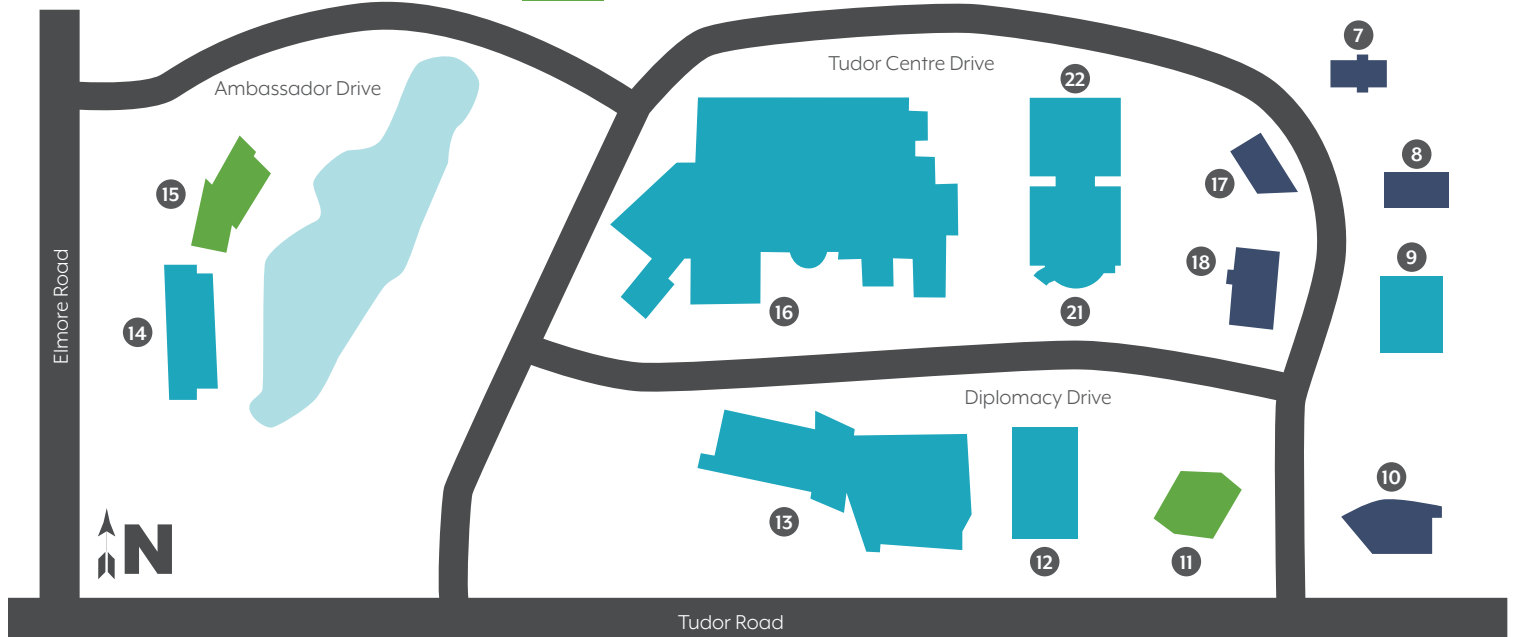 7
Tudor Centre Drive
22
Ambassador Drive
8
17
15
9
18
16
21
14
Elmore Road
Diplomacy Drive
10
13
12
11
N
Tudor Road